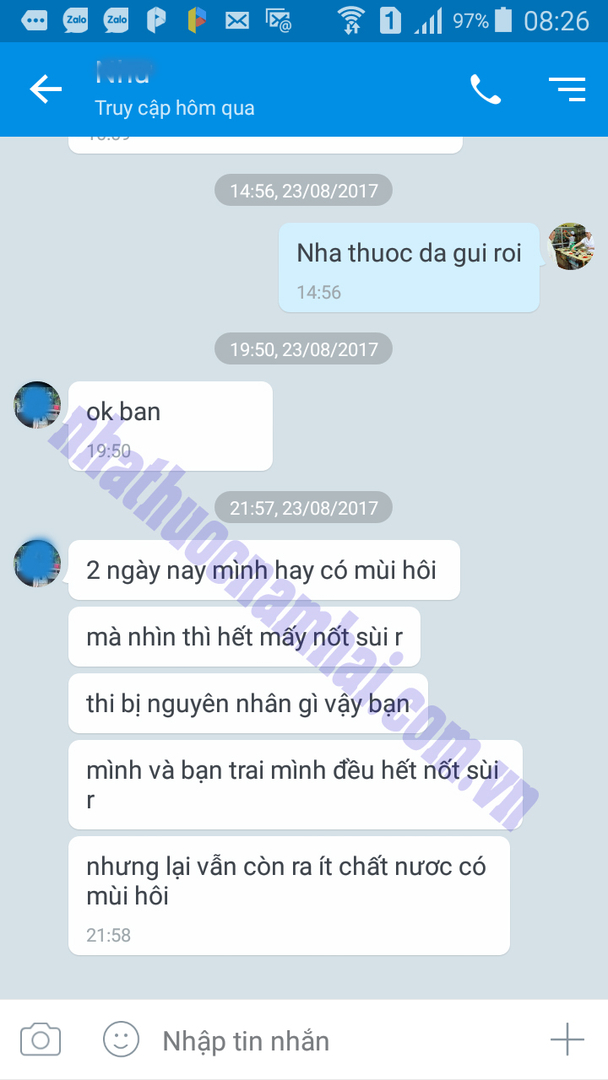 Zalo
Zalo
1
97%
08:26
Truy cập hôm qua
14:56, 23/08/2017
Nha thuoc da gui roi
14:56
19:50, 23/08/2017
ok ban
19:50
21:57, 23/08/2017
2 ngày nay mình hay có mùi hôi
mà nhìn thì hết mấy nốt sùi r
thi bị nguyên nhân gì vậy bạn
mình và bạn trai mình đều hết nốt sùi
r
nhưng lại vẫn còn ra ít chất nươc có
mùi hôi
21:58
nhathuocnamhai.com.vn
Nhập tin nhắn